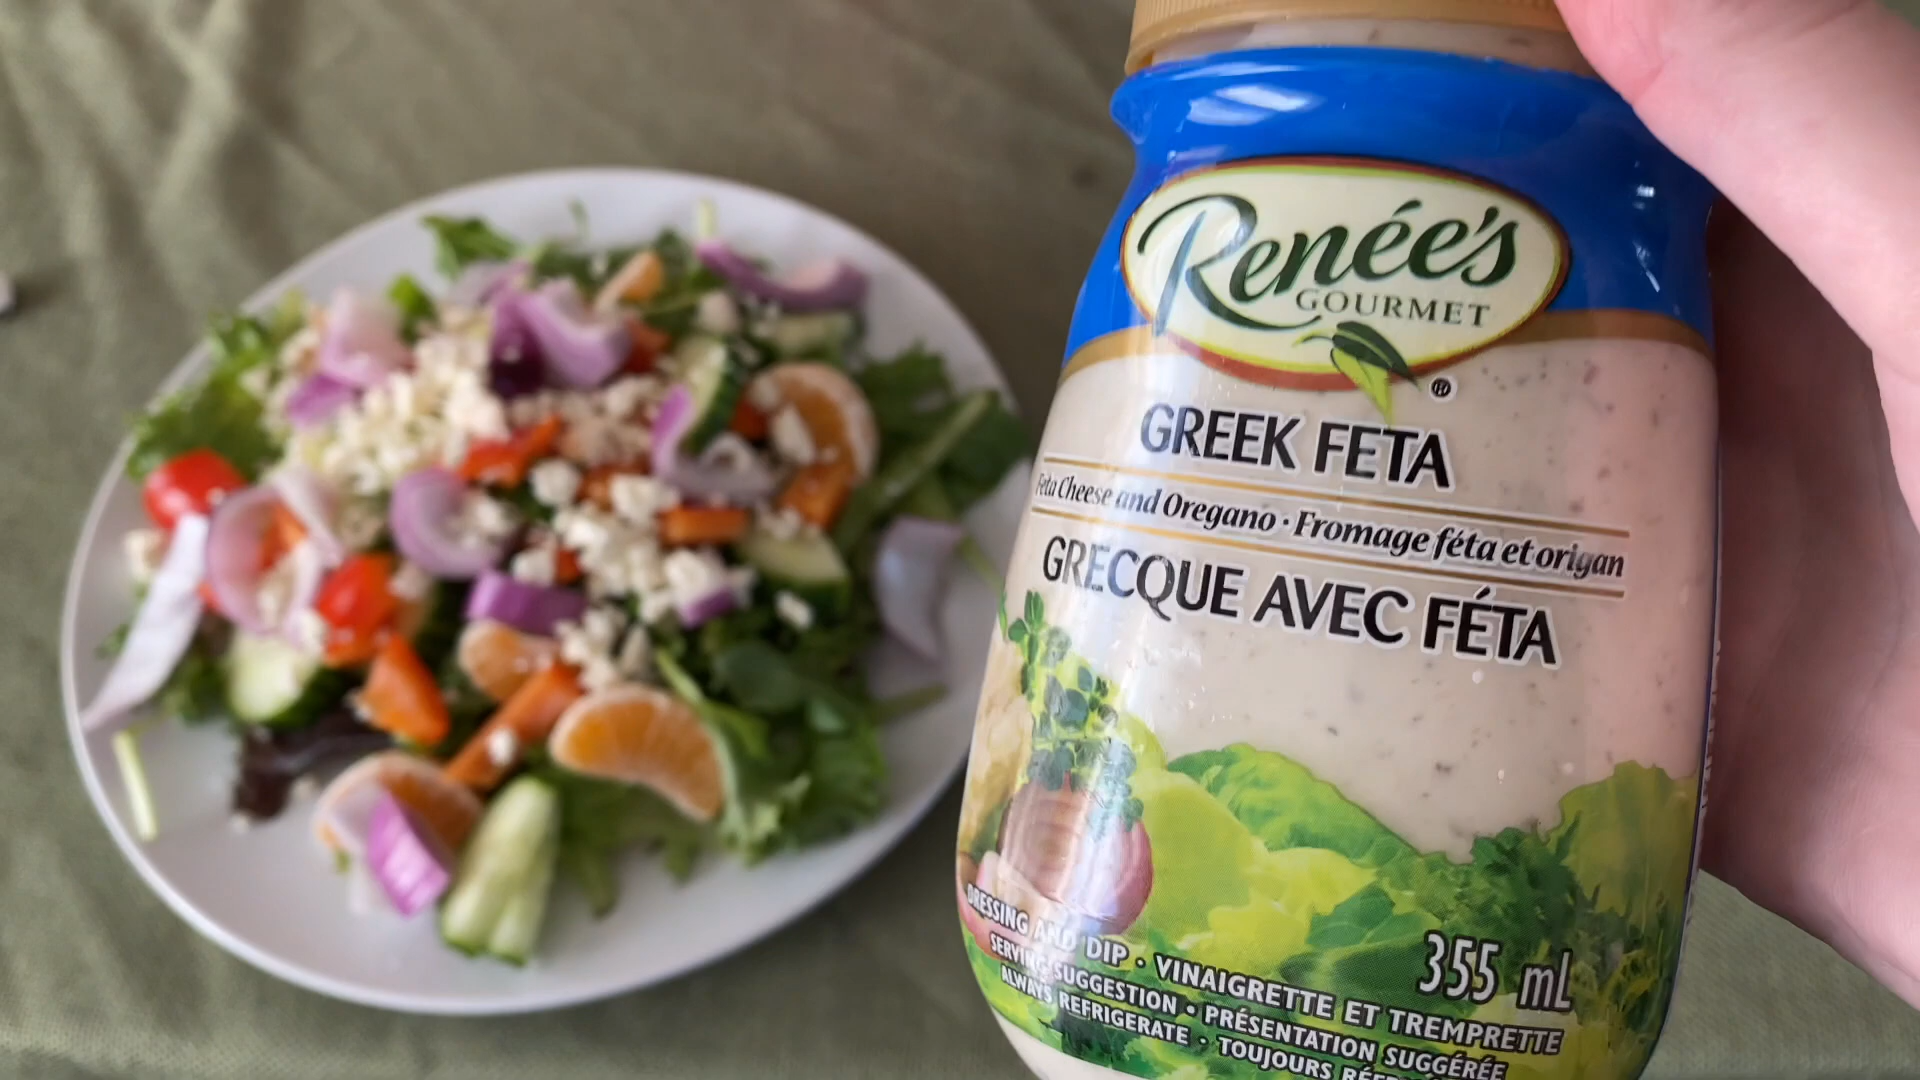 Renée's
GOURMET
®
GREEK FETA
Feta Cheese and Oregano · Fromage féta et origan
GRECQUE AVEC FÉTA
355 mL
DRESSING AND DIP · VINAIGRETTE ET TREMPRETTE
SERVING SUGGESTION · PRÉSENTATION SUGGÉRÉE
ALWAYS REFRIGERATE · TOUJOURS